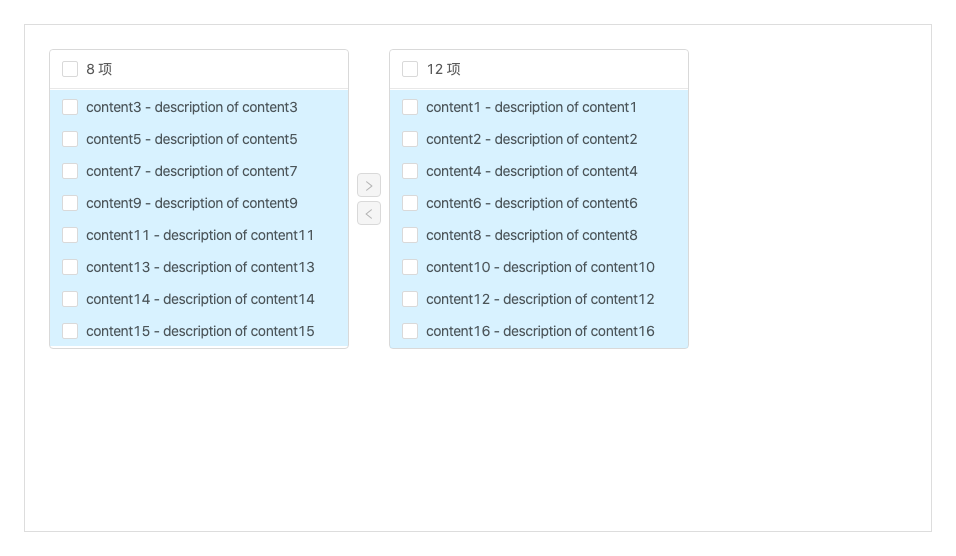 8 项
content3 - description of content3
content5 - description of content5
content7 - description of content7
content9 - description of content9
content11 - description of content11
content13 - description of content13
content14 - description of content14
content15 - description of content15
12 项
content1 - description of content1
content2 - description of content2
content4 - description of content4
content6 - description of content6
content8 - description of content8
content10 - description of content10
content12 - description of content12
content16 - description of content16